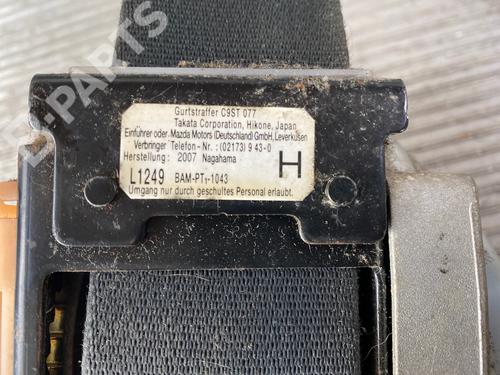 Gurtstraffer C9ST 077
Takata Corporation, Hikone, Japan
Einführer oder. Mazda Motors (Deutschland) GmbH, Leverkusen
Verbringer Telefon-Nr.: (02173) 9 43-0
Herstellung: 2007 Nagahama
H
L1249 BAM-PT₁-1043
Umgang nur durch geschultes Personal erlaubt.
-PARTS